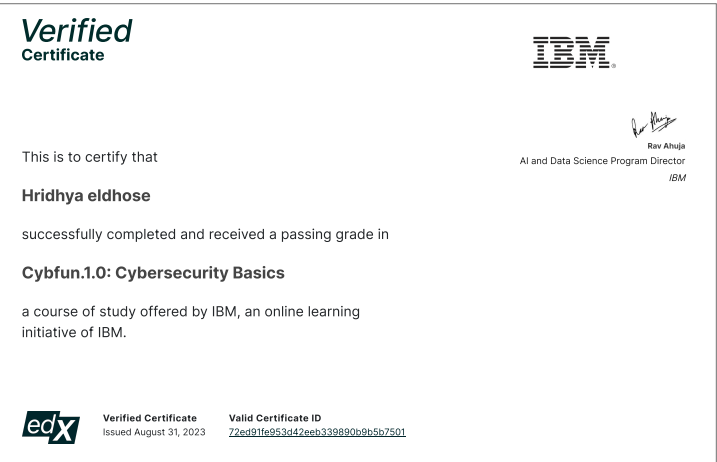 Verified
Certificate
IBM®
Rav Ahuja
AI and Data Science Program Director
IBM
This is to certify that
Hridhya eldhose
successfully completed and received a passing grade in
Cybfun.1.0: Cybersecurity Basics
a course of study offered by IBM, an online learning
initiative of IBM.
edX
Verified Certificate
Issued August 31, 2023
Valid Certificate ID
72ed91fe953d42eeb339890b9b5b7501